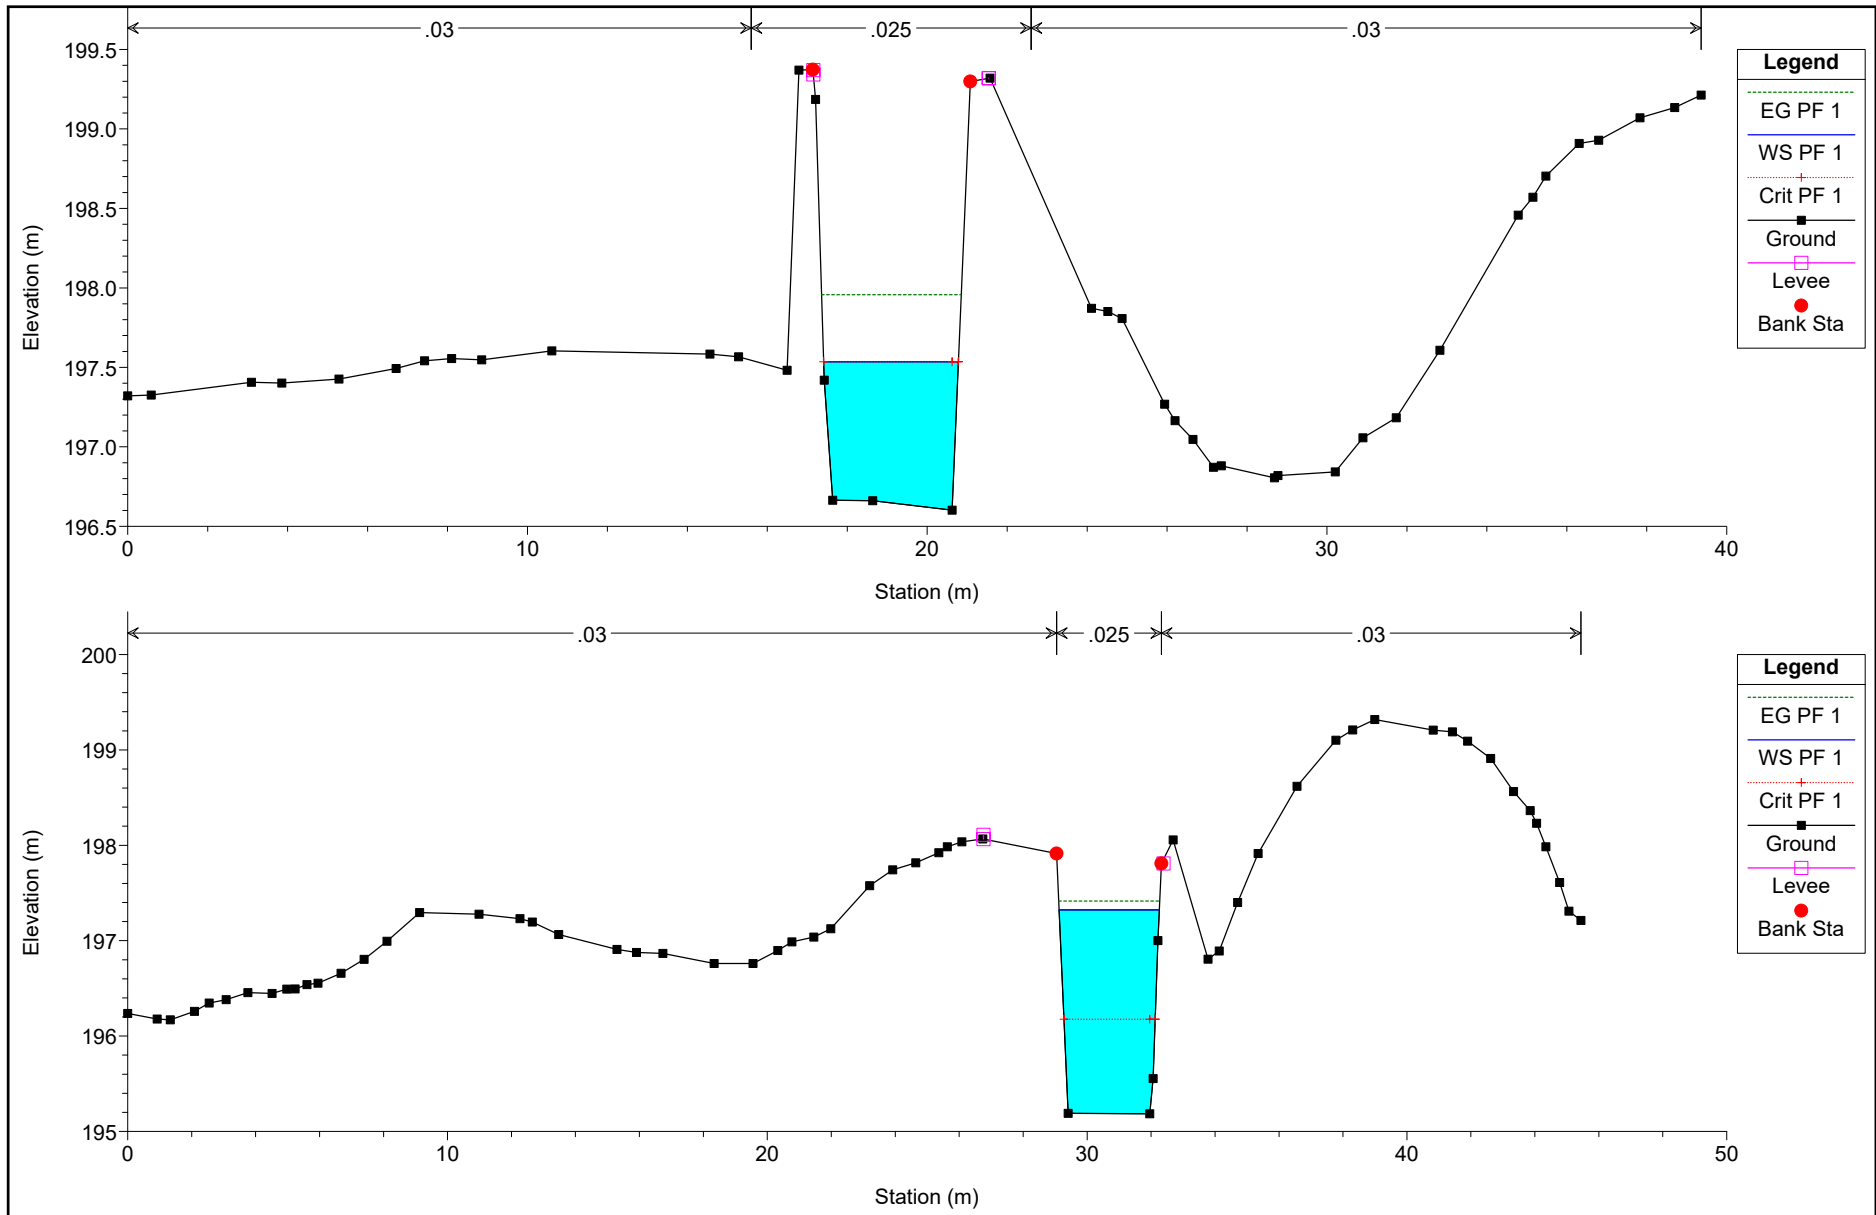 .03 .025 .03
199.5
199.0
198.5
198.0
197.5
197.0
196.5
Elevation (m)
0 10 20 30 40
Station (m)
Legend
EG PF 1
WS PF 1
Crit PF 1
Ground
Levee
Bank Sta
.03 .025 .03
200
199
198
197
196
195
Elevation (m)
0 10 20 30 40 50
Station (m)
Legend
EG PF 1
WS PF 1
Crit PF 1
Ground
Levee
Bank Sta